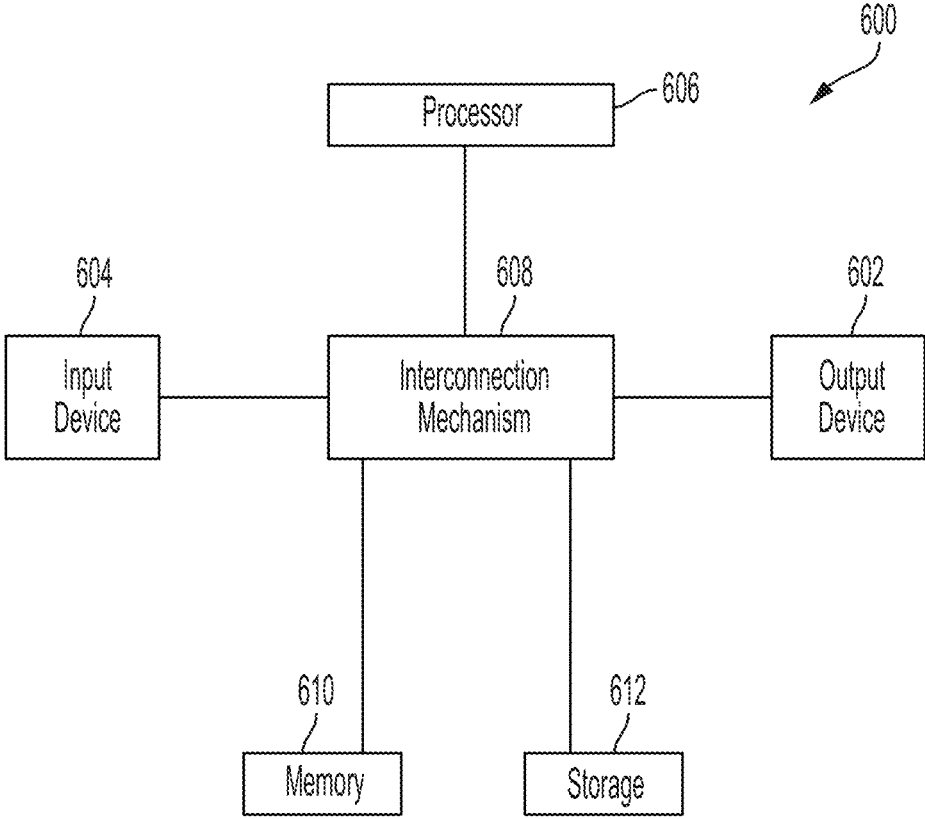 600
Processor
606
604
608
602
Input
Device
Interconnection
Mechanism
Output
Device
610
612
Memory
Storage